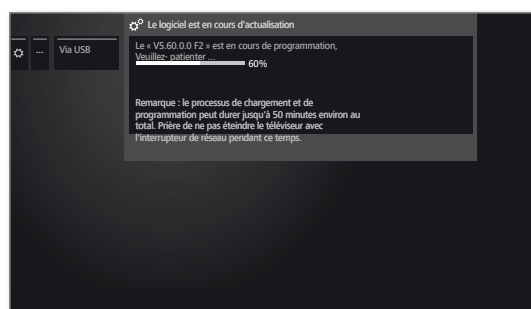 Le logiciel est en cours d'actualisation
... Via USB
Le « V5.60.0.0 F2 » est en cours de programmation,
Veuillez- patienter ...
60%
Remarque : le processus de chargement et de
programmation peut durer jusqu'à 50 minutes environ au
total. Prière de ne pas éteindre le téléviseur avec
l'interrupteur de réseau pendant ce temps.